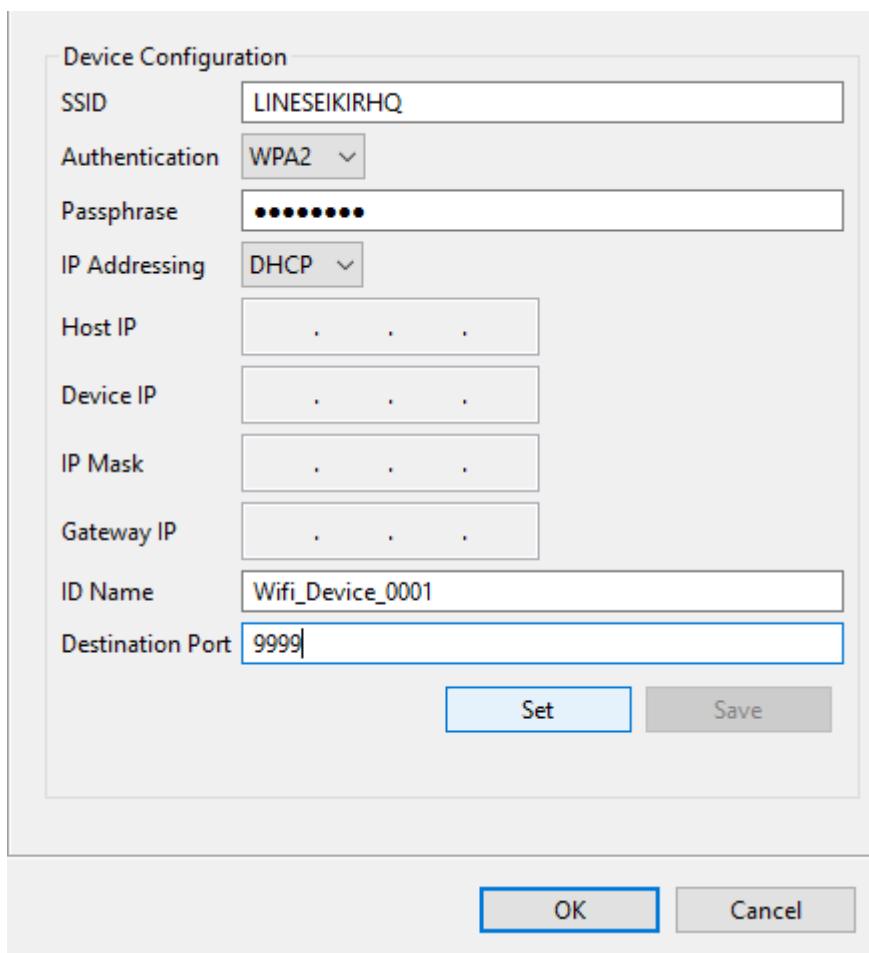 Device Configuration
SSID LINESEIKIRHQ
Authentication WPA2
Passphrase ●●●●●●●●
IP Addressing DHCP
Host IP . . .
Device IP . . .
IP Mask . . .
Gateway IP . . .
ID Name Wifi_Device_0001
Destination Port 9999
Set Save
OK Cancel